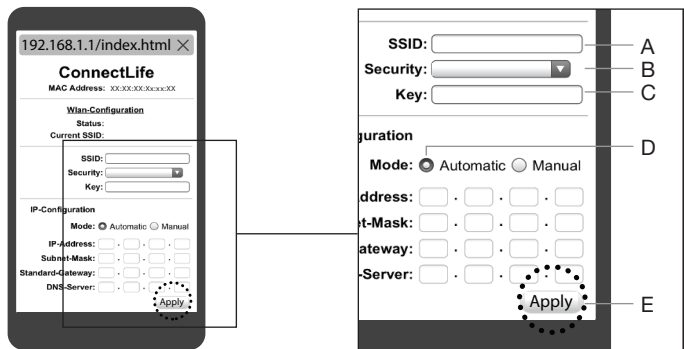 192.168.1.1/index.html ×
ConnectLife
MAC Address: XX:XX:XX:Xx:xx:XX
Wlan-Configuration
Status:
Current SSID:
SSID:
Security:
Key:
IP-Configuration
Mode: Automatic Manual
IP-Address: . . .
Subnet-Mask: . . .
Standard-Gateway: . . .
DNS-Server: . . .
Apply
SSID: A
Security: B
Key: C
guration
D
Mode: Automatic Manual
ddress: . . .
et-Mask: . . .
ateway: . . .
-Server: . . .
Apply E